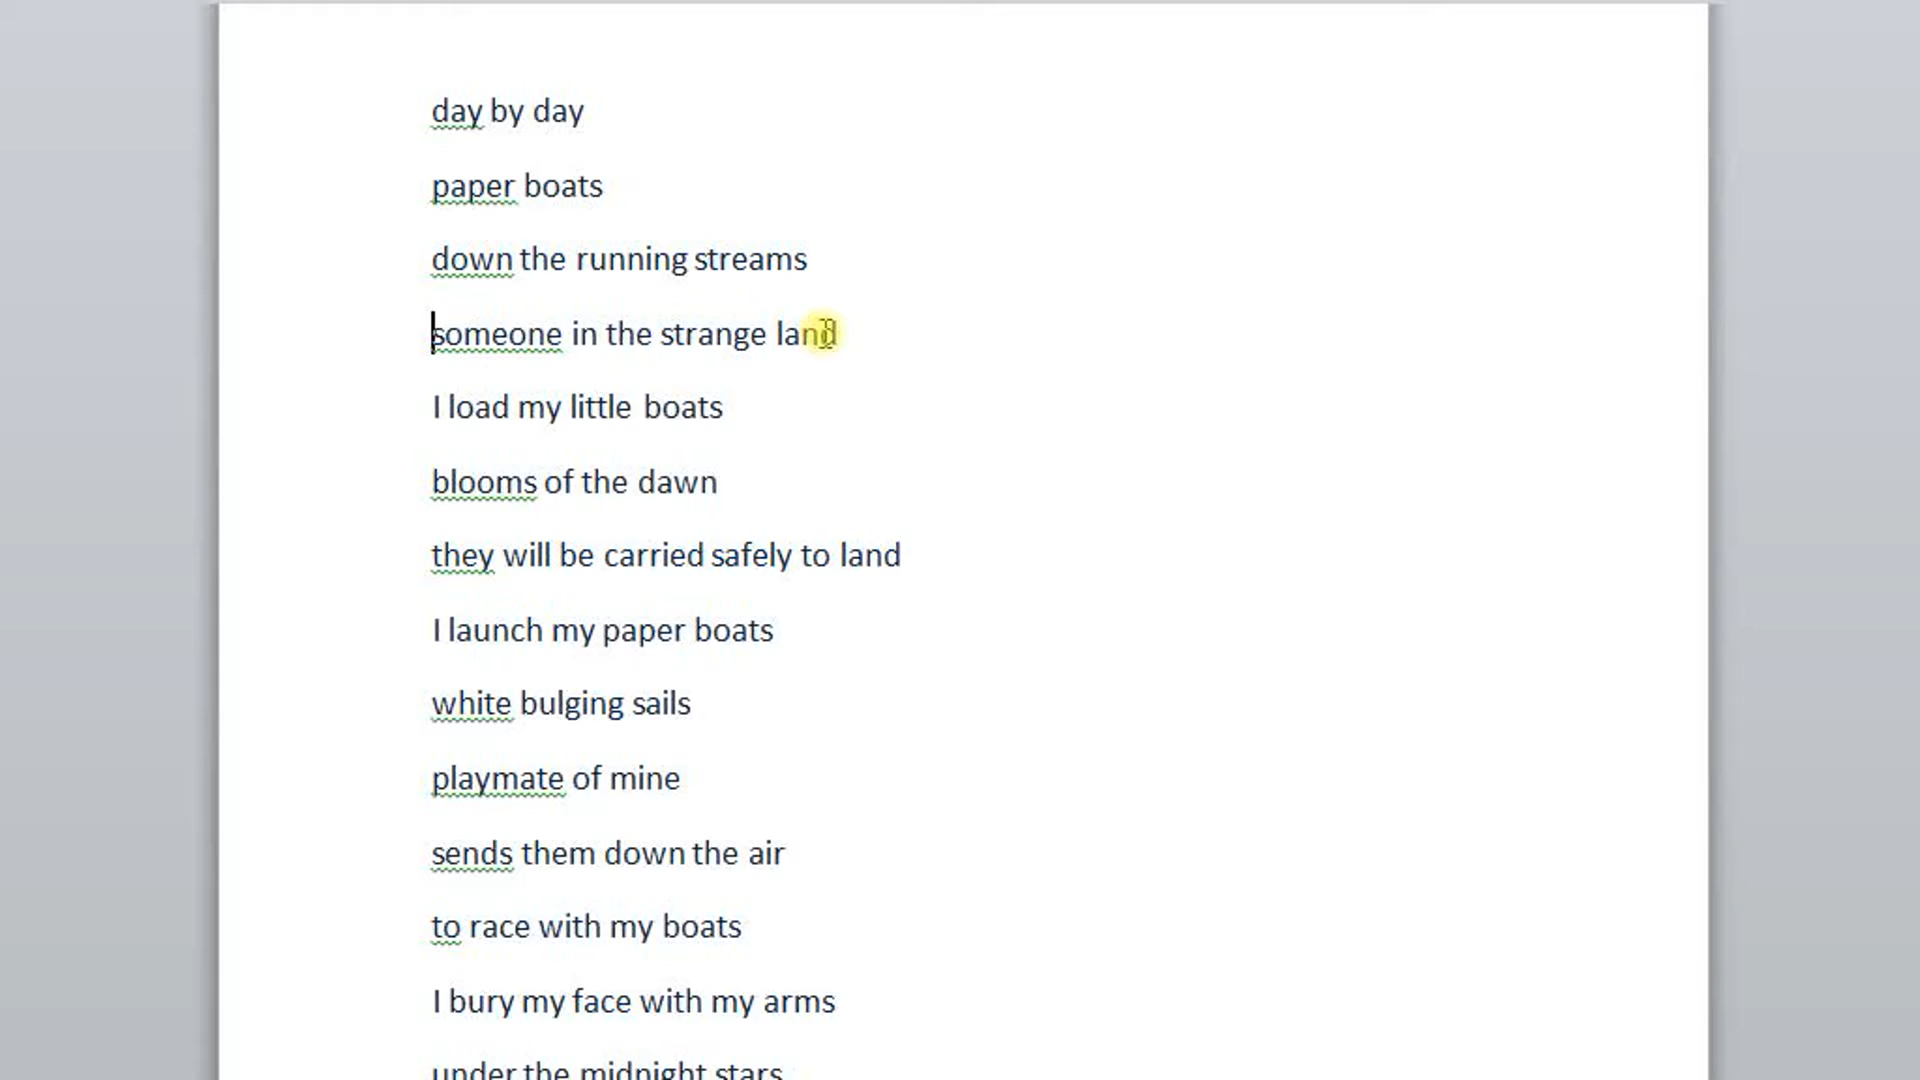 day by day
paper boats
down the running streams
someone in the strange land
I load my little boats
blooms of the dawn
they will be carried safely to land
I launch my paper boats
white bulging sails
playmate of mine
sends them down the air
to race with my boats
I bury my face with my arms
under the midnight stars